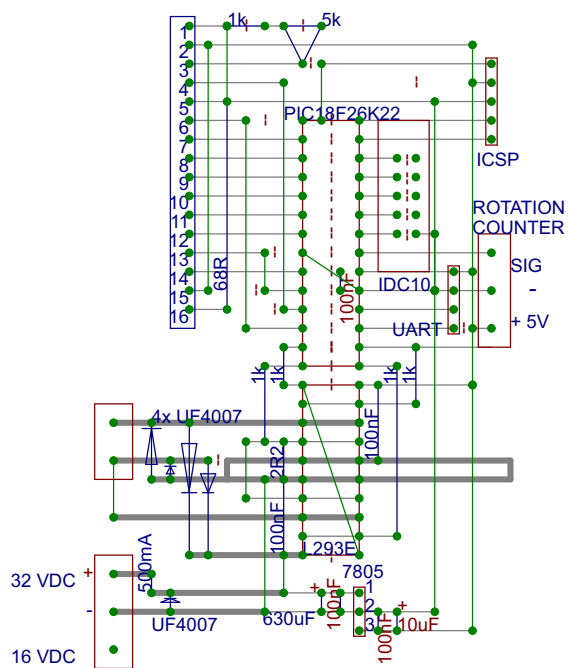 1k
5k
1
2
3
4
5
6
7
8
9
10
11
12
13
14
15
16
PIC18F26K22
ICSP
68R
100nF
IDC10
ROTATION
COUNTER
SIG
-
+ 5V
UART
1k
1k
1k
1k
4x UF4007
2R2
100nF
100nF
500mA
L293E
7805
32 VDC
+
-
UF4007
16 VDC
630uF
+
100nF
1
2
3
+
10uF
100nF